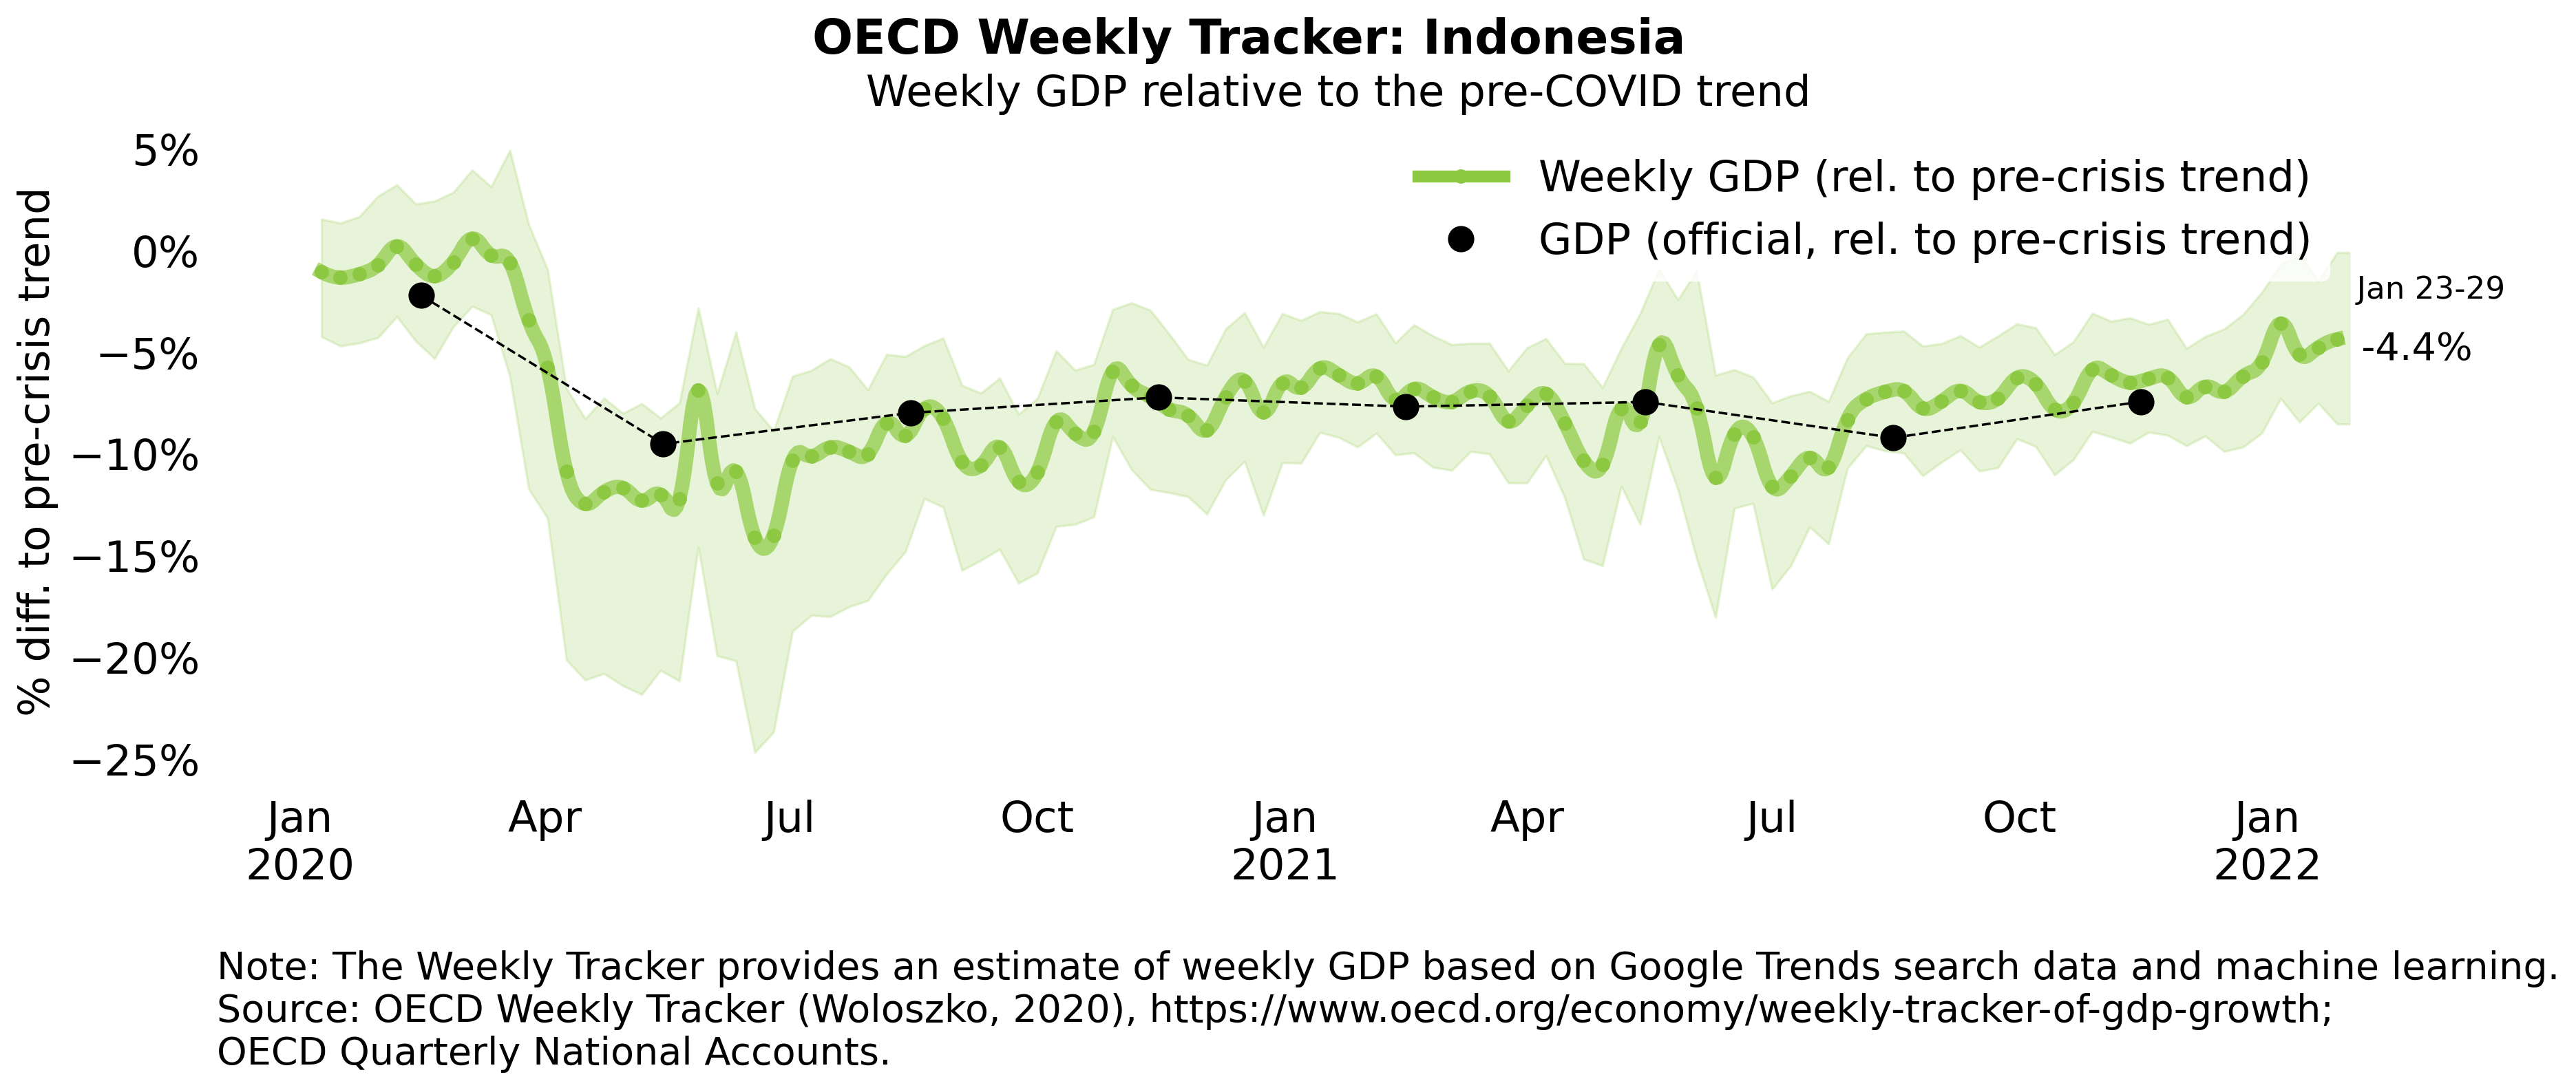 OECD Weekly Tracker: Indonesia
Weekly GDP relative to the pre-COVID trend
% diff. to pre-crisis trend
5%
0%
−5%
−10%
−15%
−20%
−25%
Weekly GDP (rel. to pre-crisis trend)
GDP (official, rel. to pre-crisis trend)
Jan 23-29
-4.4%
Jan Apr Jul Oct Jan Apr Jul Oct Jan
2020 2021 2022
Note: The Weekly Tracker provides an estimate of weekly GDP based on Google Trends search data and machine learning.
Source: OECD Weekly Tracker (Woloszko, 2020), https://www.oecd.org/economy/weekly-tracker-of-gdp-growth;
OECD Quarterly National Accounts.